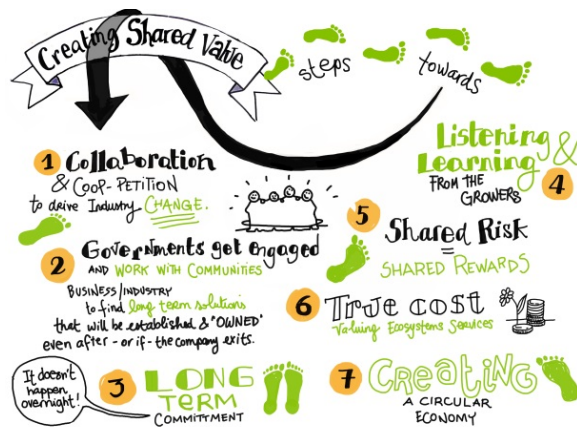 Creating Shared Value
steps
towards
1 Collaboration
& COOP-PETITION
to drive Industry CHANGE.
2 Governments get engaged
AND WORK WITH COMMUNITIES
BUSINESS/INDUSTRY
to find long term solutions
that will be established & "OWNED"
even after - or if - the company exits.
It doesn't
happen
overnight!
3 LONG
TERM
COMMITTMENT
Listening &
Learning
FROM THE
GROWERS
4
5 Shared Risk
=
SHARED REWARDS
6 True cost
Valuing Ecosystems Services
7 Creating
A CIRCULAR
ECONOMY